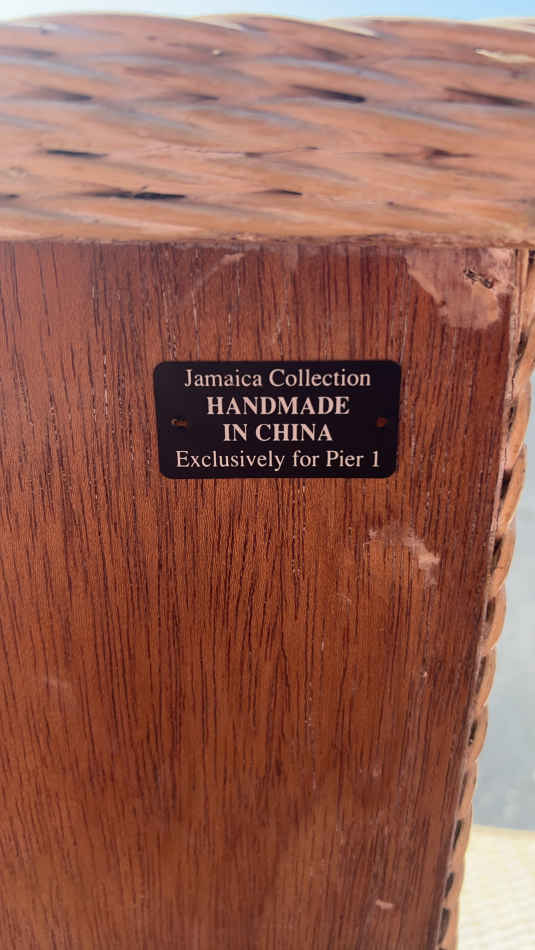 Jamaica Collection
HANDMADE
IN CHINA
Exclusively for Pier 1